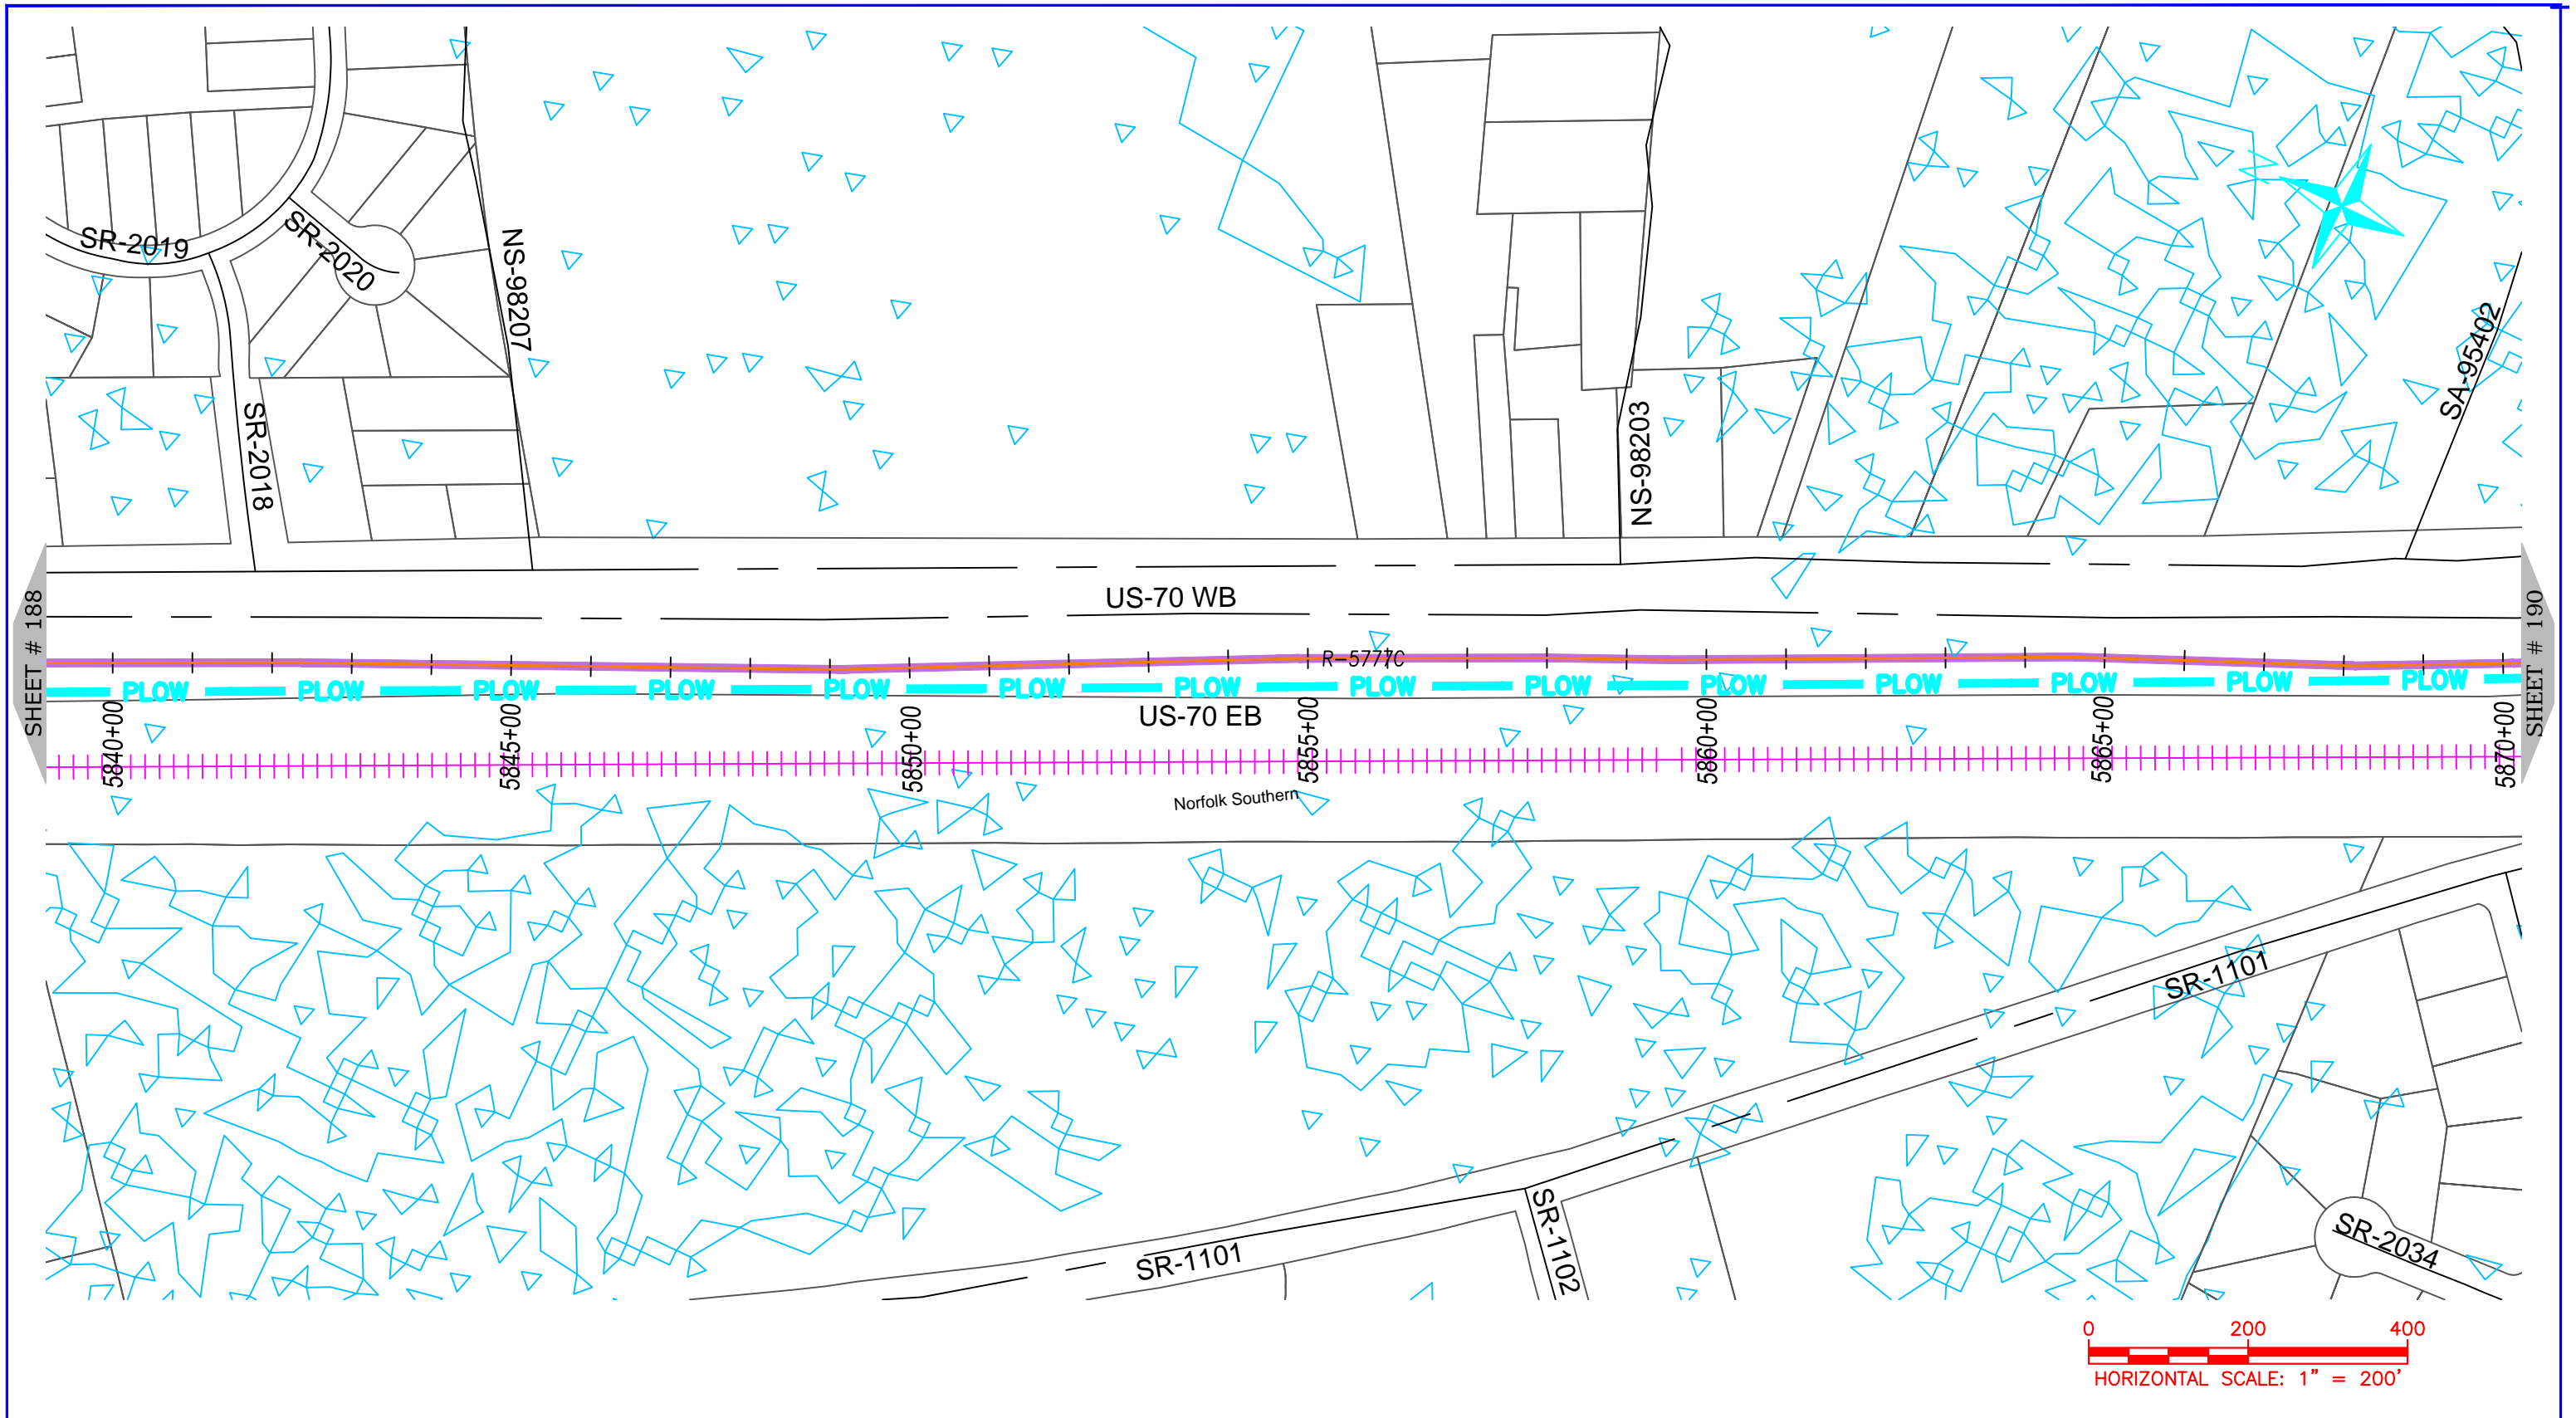 SR-2019
SR-2020
NS-98207
SR-2018
NS-98203
SA-95402
SHEET # 188
US-70 WB
SHEET # 190
R-5777C
PLOW PLOW PLOW PLOW PLOW PLOW PLOW PLOW PLOW PLOW PLOW PLOW PLOW PLOW
US-70 EB
5840+00 5845+00 5850+00 5855+00 5860+00 5865+00 5870+00
Norfolk Southern
SR-1101
SR-1101
SR-1102
SR-2034
0 200 400
HORIZONTAL SCALE: 1" = 200'